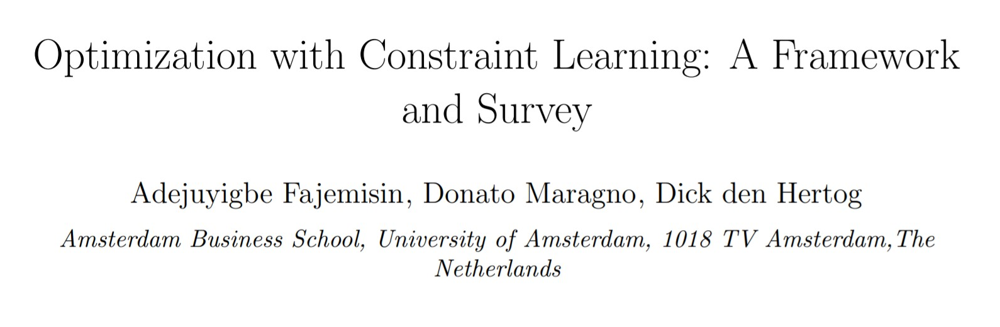 Optimization with Constraint Learning: A Framework
and Survey
Adejuyigbe Fajemisin, Donato Maragno, Dick den Hertog
Amsterdam Business School, University of Amsterdam, 1018 TV Amsterdam,The
Netherlands